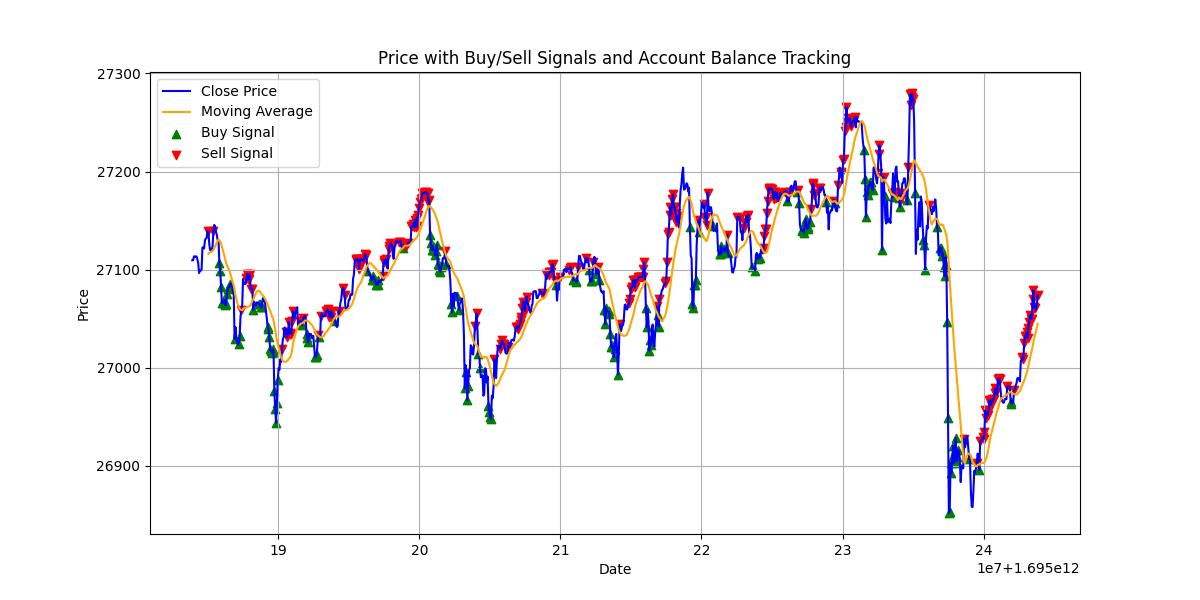 Price with Buy/Sell Signals and Account Balance Tracking
27300
27200
27100
27000
26900
Price
Close Price
Moving Average
Buy Signal
Sell Signal
19 20 21 22 23 24
Date
1e7+1.695e12